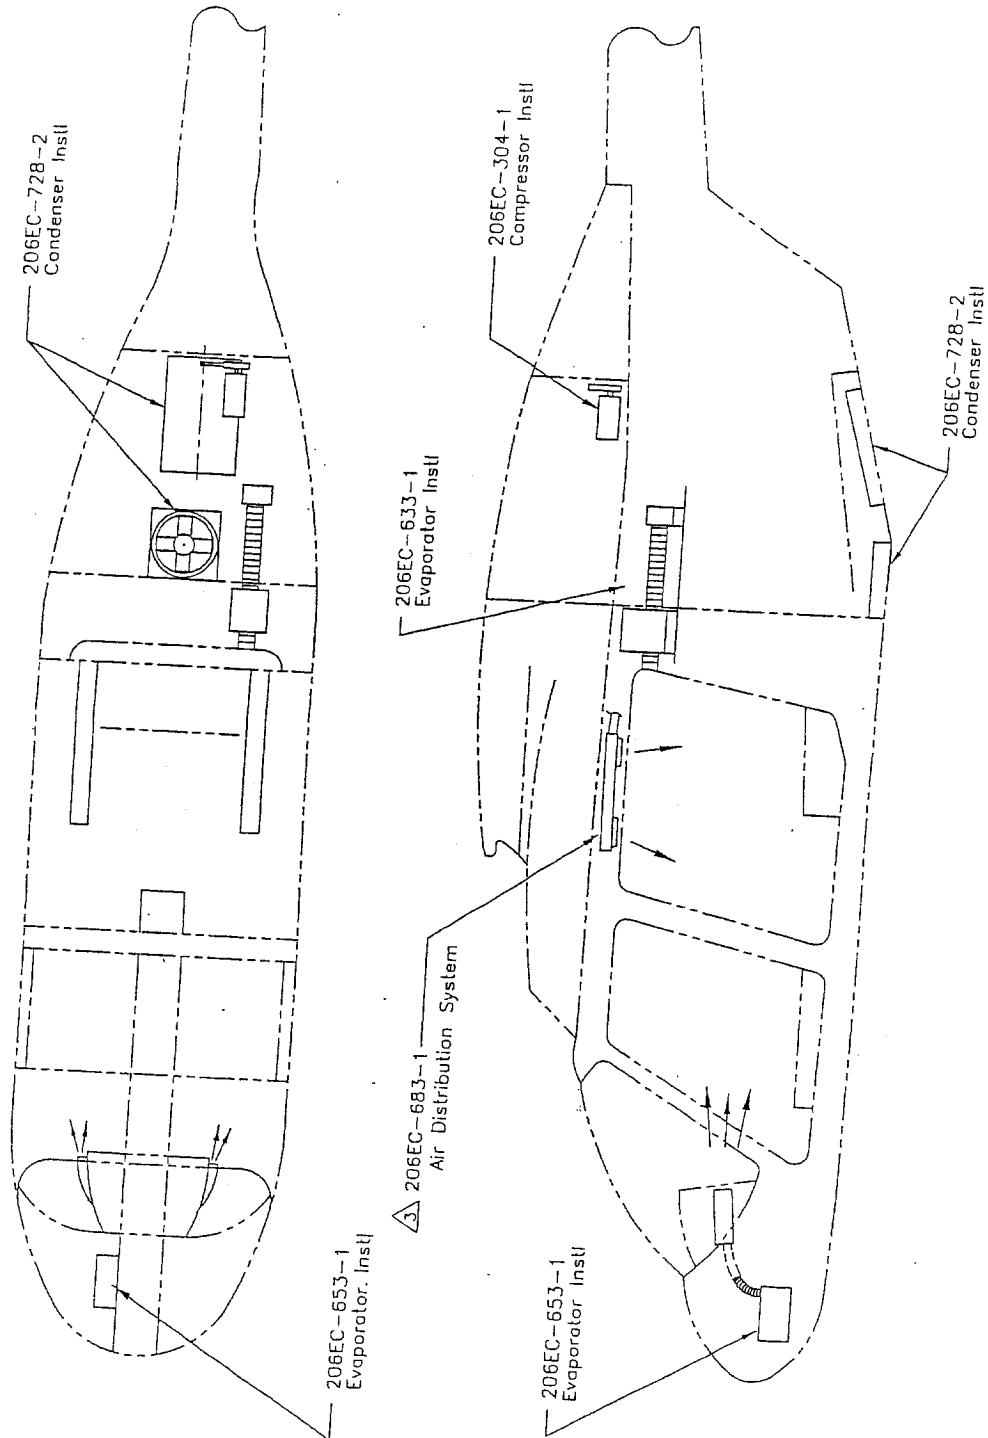 206EC-728-2
Condenser Instl
206EC-304-1
Compressor Instl
206EC-728-2
Condenser Instl
206EC-633-1
Evaporator Instl
3 206EC-683-1
Air Distribution System
206EC-653-1
Evaporator. Instl
206EC-653-1
Evaporator Instl